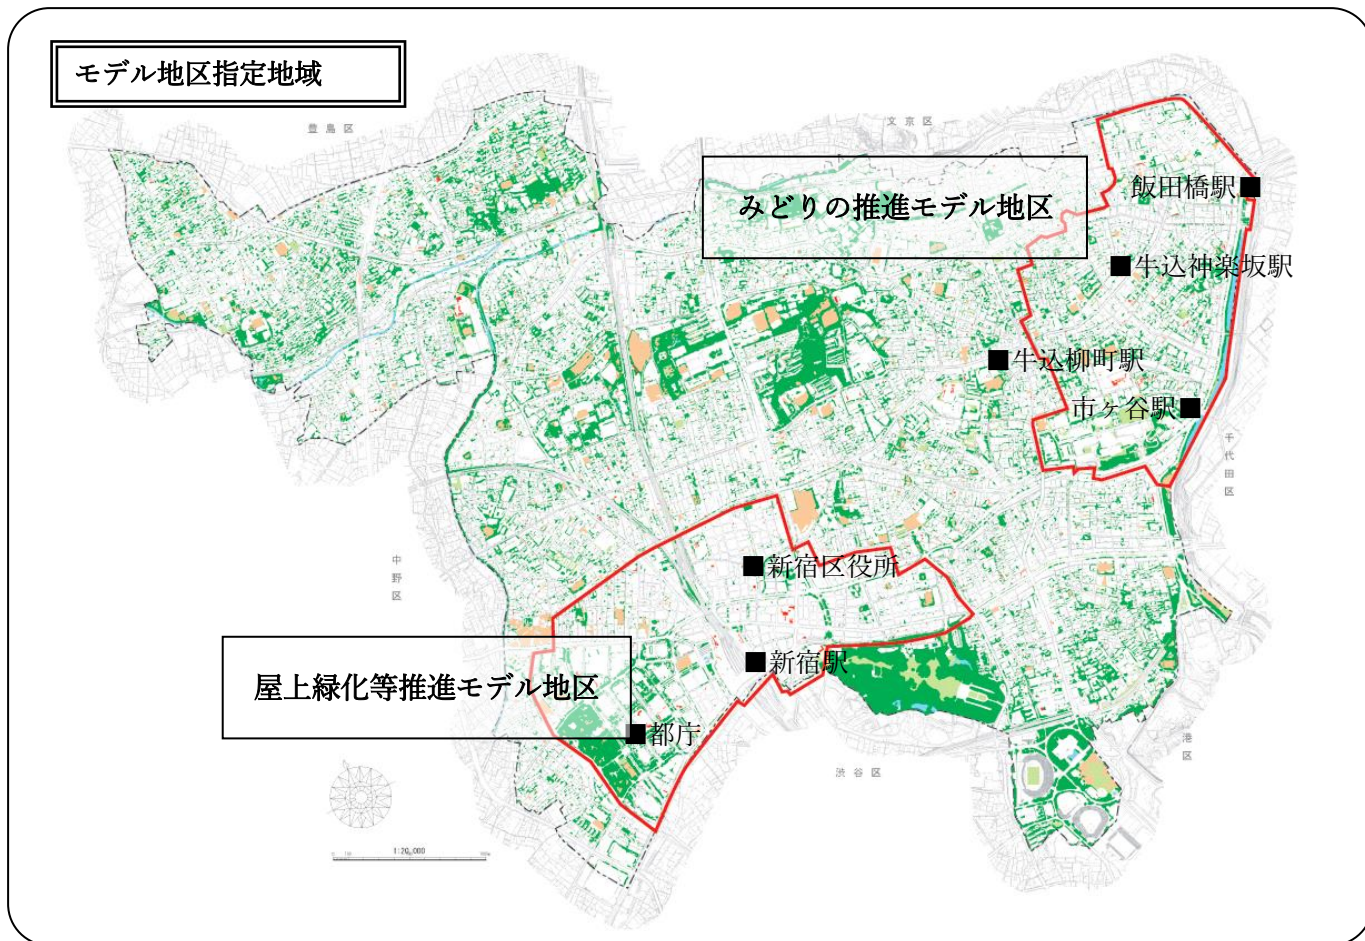 モデル地区指定地域
豊島区
文京区
みどりの推進モデル地区
飯田橋駅
牛込神楽坂駅
牛込柳町駅
市ヶ谷駅
千代田区
中野区
新宿区役所
新宿駅
屋上緑化等推進モデル地区
都庁
渋谷区
港区
1:20,000